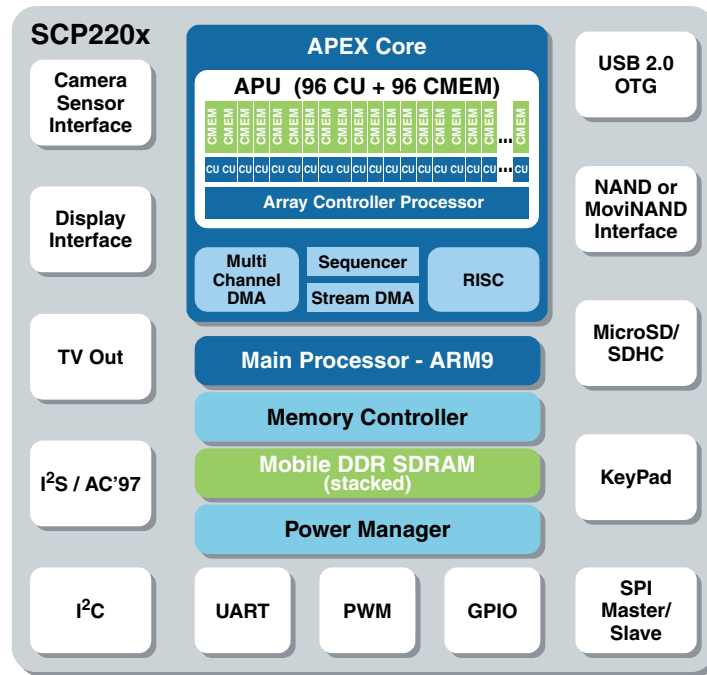 SCP220x
Camera
Sensor
Interface
Display
Interface
TV Out
I²S / AC'97
I²C
APEX Core
APU (96 CU + 96 CMEM)
CMEM CMEM CMEM CMEM CMEM CMEM CMEM CMEM CMEM CMEM CMEM CMEM CMEM CMEM CMEM CMEM CMEM CMEM ... CMEM
CU CU CU CU CU CU CU CU CU CU CU CU CU CU CU CU CU CU ... CU
Array Controller Processor
Multi
Channel
DMA
Sequencer
Stream DMA
RISC
Main Processor - ARM9
Memory Controller
Mobile DDR SDRAM
(stacked)
Power Manager
UART
PWM
GPIO
USB 2.0
OTG
NAND or
MoviNAND
Interface
MicroSD/
SDHC
KeyPad
SPI
Master/
Slave